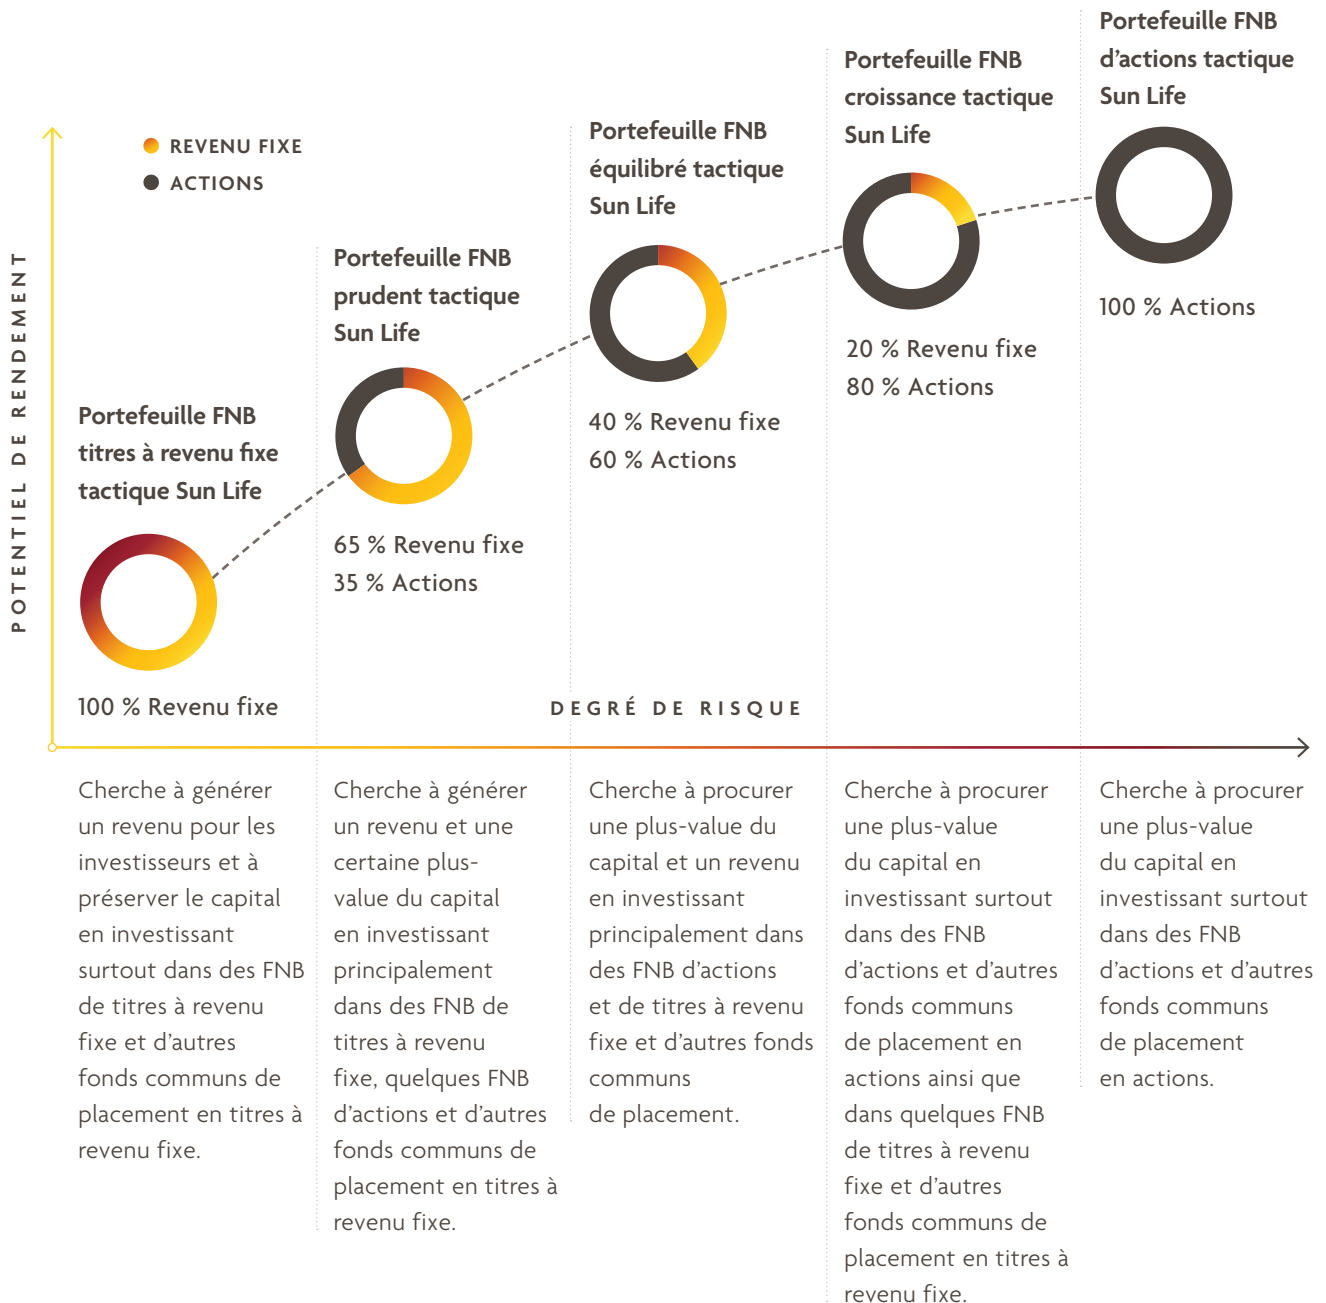 POTENTIEL DE RENDEMENT
REVENU FIXE
ACTIONS
Portefeuille FNB
titres à revenu fixe
tactique Sun Life
100 % Revenu fixe
Portefeuille FNB
prudent tactique
Sun Life
65 % Revenu fixe
35 % Actions
Portefeuille FNB
équilibré tactique
Sun Life
40 % Revenu fixe
60 % Actions
Portefeuille FNB
croissance tactique
Sun Life
20 % Revenu fixe
80 % Actions
Portefeuille FNB
d’actions tactique
Sun Life
100 % Actions
DEGRÉ DE RISQUE
Cherche à générer
un revenu pour les
investisseurs et à
préserver le capital
en investissant
surtout dans des FNB
de titres à revenu
fixe et d’autres
fonds communs de
placement en titres à
revenu fixe.
Cherche à générer
un revenu et une
certaine plus-
value du capital
en investissant
principalement
dans des FNB de
titres à revenu
fixe, quelques FNB
d’actions et d’autres
fonds communs de
placement en titres à
revenu fixe.
Cherche à procurer
une plus-value du
capital et un revenu
en investissant
principalement dans
des FNB d’actions
et de titres à revenu
fixe et d’autres fonds
communs
de placement.
Cherche à procurer
une plus-value
du capital en
investissant surtout
dans des FNB
d’actions et d’autres
fonds communs
de placement en
actions ainsi que
dans quelques FNB
de titres à revenu
fixe et d’autres
fonds communs de
placement en titres à
revenu fixe.
Cherche à procurer
une plus-value
du capital en
investissant surtout
dans des FNB
d’actions et d’autres
fonds communs
de placement
en actions.